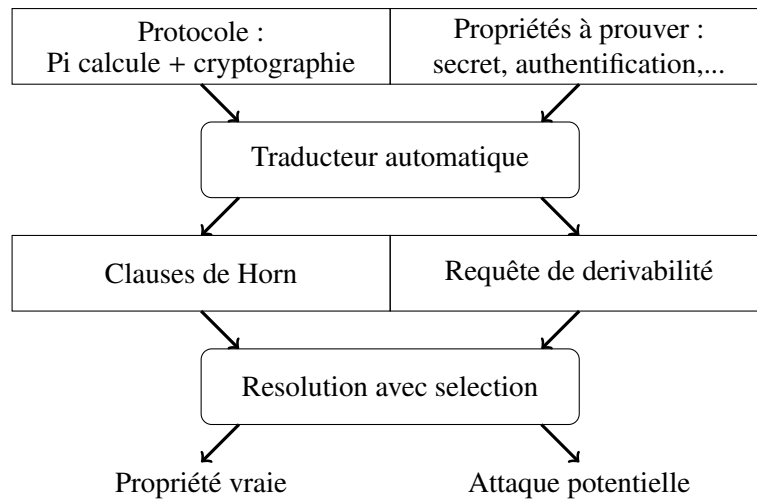 Protocole :
Pi calcule + cryptographie
Propriétés à prouver :
secret, authentification,...
Traducteur automatique
Clauses de Horn
Requête de derivabilité
Resolution avec selection
Propriété vraie
Attaque potentielle